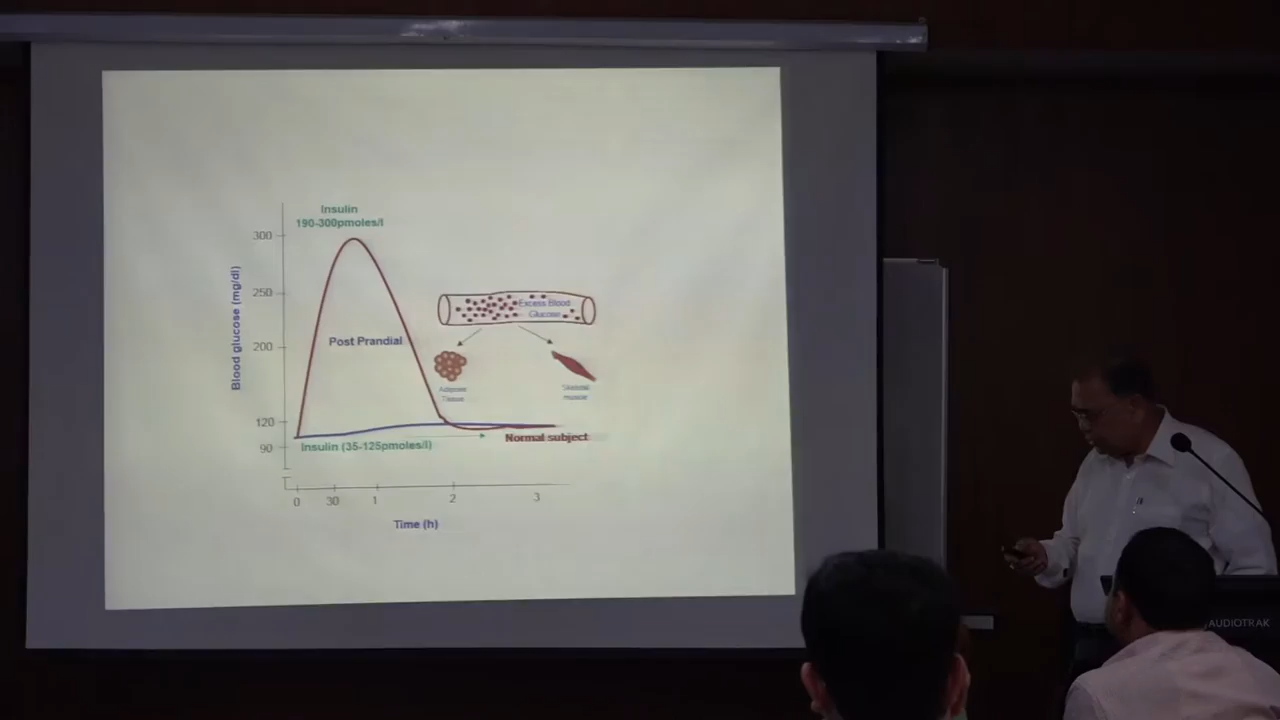 Insulin
190-300pmoles/l
300
250
200
120
90
Blood glucose (mg/dl)
Post Prandial
Excess Blood
Glucose
Adipose
Tissue
Skeletal
muscle
Insulin (35-125pmoles/l)
Normal subject
0
30
1
2
3
Time (h)
AUDIOTRAK